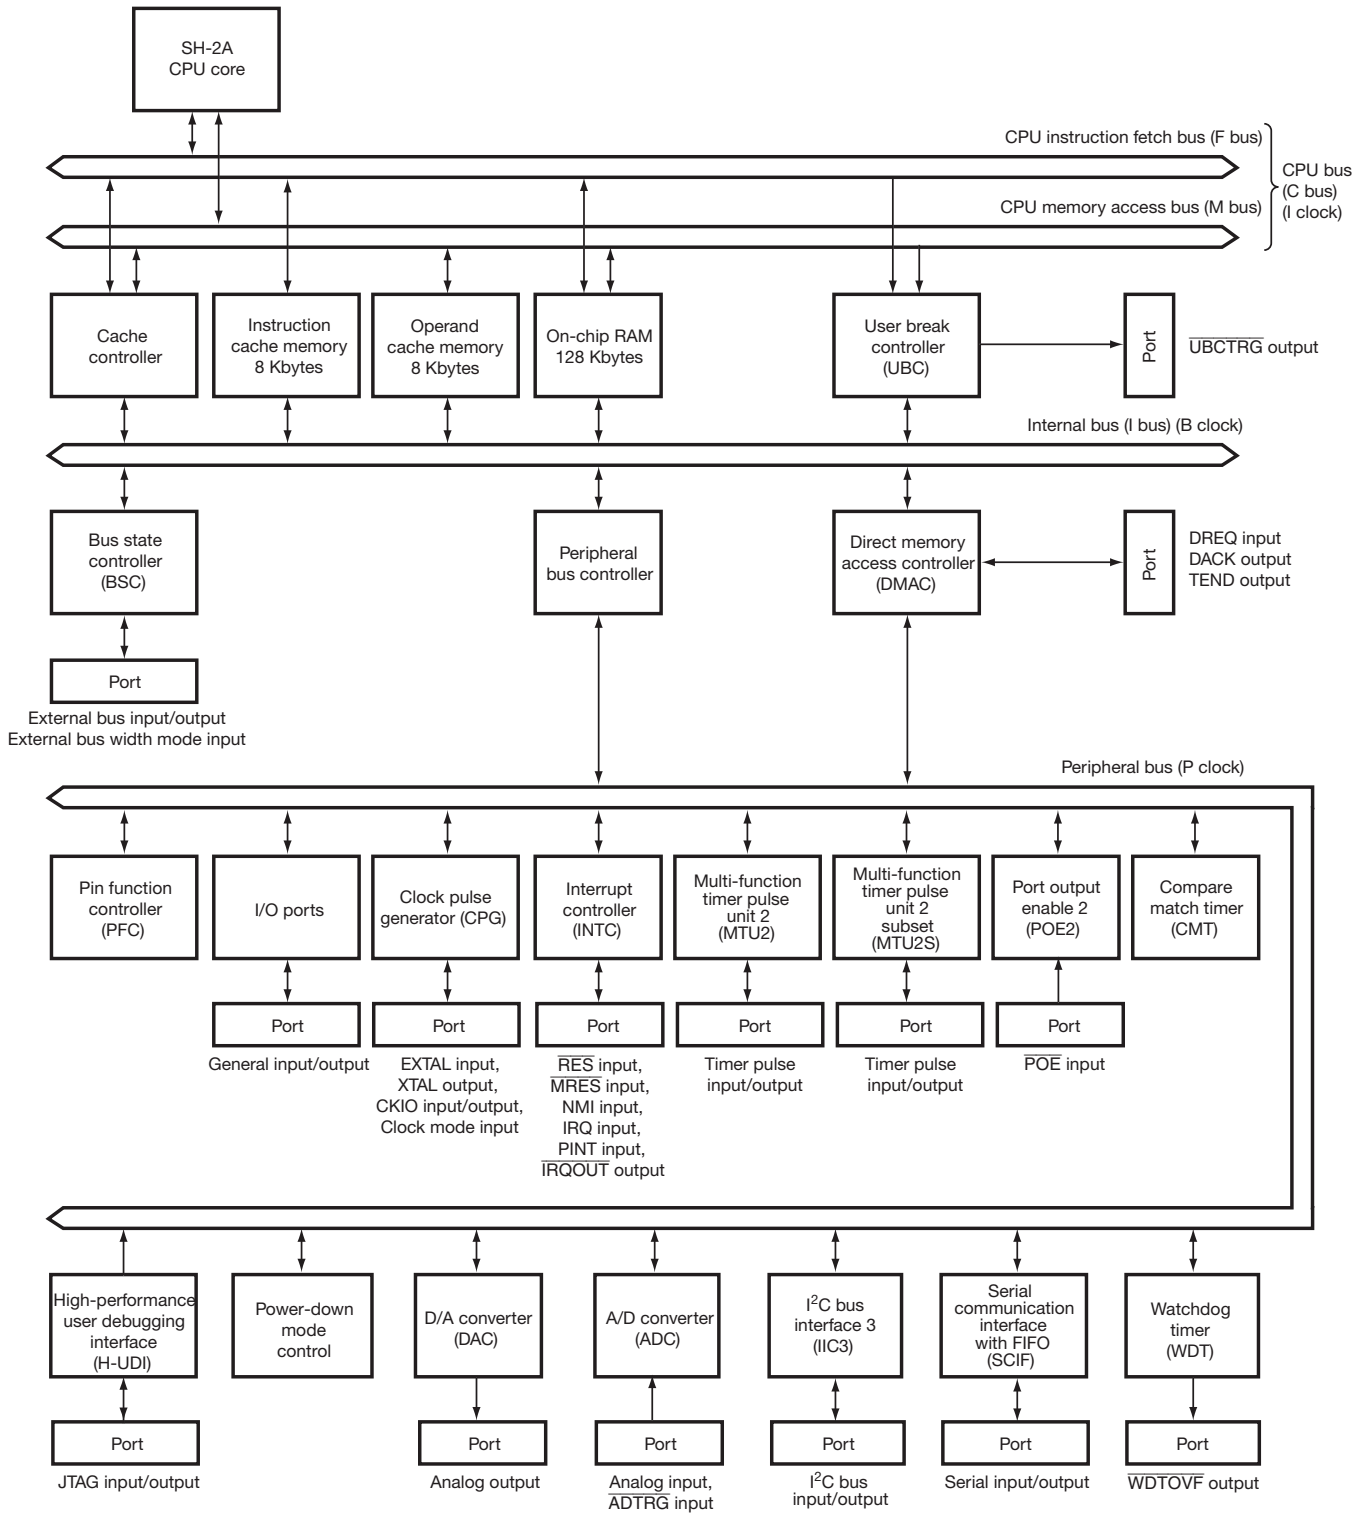 SH-2A
CPU core
CPU instruction fetch bus (F bus)
CPU memory access bus (M bus)
CPU bus
(C bus)
(I clock)
Cache
controller
Instruction
cache memory
8 Kbytes
Operand
cache memory
8 Kbytes
On-chip RAM
128 Kbytes
User break
controller
(UBC)
Port
UBCTRG output
Internal bus (I bus) (B clock)
Bus state
controller
(BSC)
Peripheral
bus controller
Direct memory
access controller
(DMAC)
Port
DREQ input
DACK output
TEND output
Port
External bus input/output
External bus width mode input
Peripheral bus (P clock)
Pin function
controller
(PFC)
I/O ports
Clock pulse
generator (CPG)
Interrupt
controller
(INTC)
Multi-function
timer pulse
unit 2
(MTU2)
Multi-function
timer pulse
unit 2
subset
(MTU2S)
Port output
enable 2
(POE2)
Compare
match timer
(CMT)
Port
General input/output
Port
EXTAL input,
XTAL output,
CKIO input/output,
Clock mode input
Port
RES input,
MRES input,
NMI input,
IRQ input,
PINT input,
IRQOUT output
Port
Timer pulse
input/output
Port
Timer pulse
input/output
Port
POE input
High-performance
user debugging
interface
(H-UDI)
Power-down
mode
control
D/A converter
(DAC)
A/D converter
(ADC)
I²C bus
interface 3
(IIC3)
Serial
communication
interface
with FIFO
(SCIF)
Watchdog
timer
(WDT)
Port
JTAG input/output
Port
Analog output
Port
Analog input,
ADTRG input
Port
I²C bus
input/output
Port
Serial input/output
Port
WDTOVF output